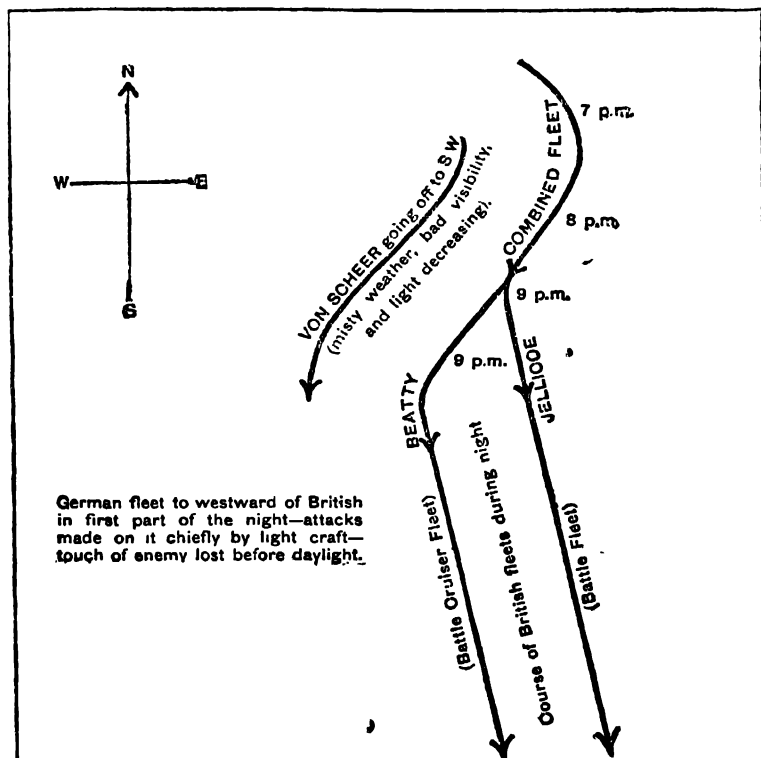 N
W
E
S
7 p.m.
COMBINED FLEET
8 p.m.
VON SCHEER going off to SW
(misty weather, bad visibility,
and light decreasing).
9 p.m.
9 p.m.
JELLICOE
BEATTY
German fleet to westward of British
in first part of the night—attacks
made on it chiefly by light craft—
touch of enemy lost before daylight.
(Battle Cruiser Fleet)
Course of British fleets during night
(Battle Fleet)